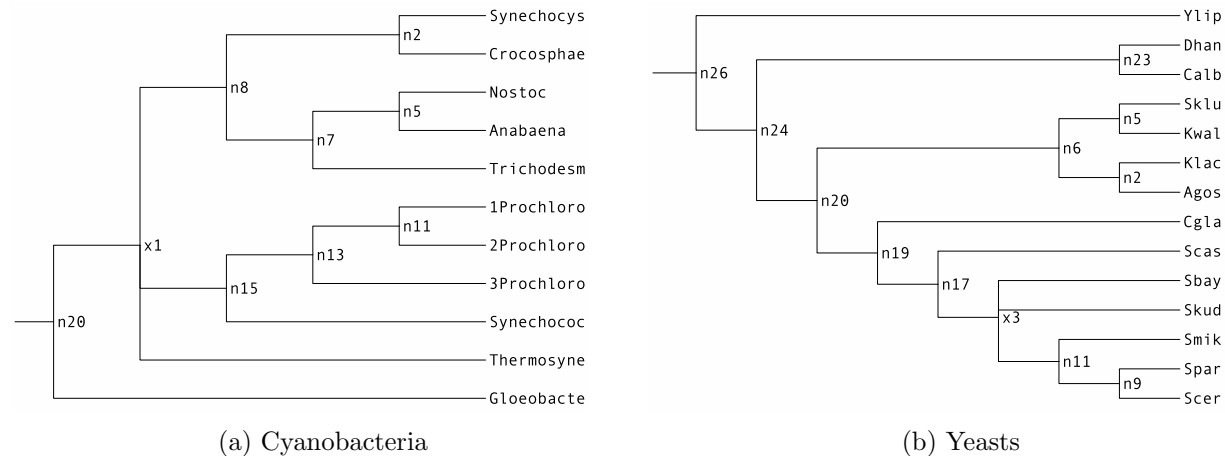 Synechocys
n2
Crocosphae
n8
Nostoc
n5
Anabaena
n7
Trichodesm
1Prochloro
n11
2Prochloro
x1
n13
3Prochloro
n15
Synechococ
n20
Thermosyne
Gloeobacte
(a) Cyanobacteria
Ylip
Dhan
n23
n26
Calb
Sklu
n5
n24
Kwal
n6
Klac
n2
Agos
n20
Cgla
n19
Scas
Sbay
n17
Skud
x3
Smik
n11
Spar
n9
Scer
(b) Yeasts